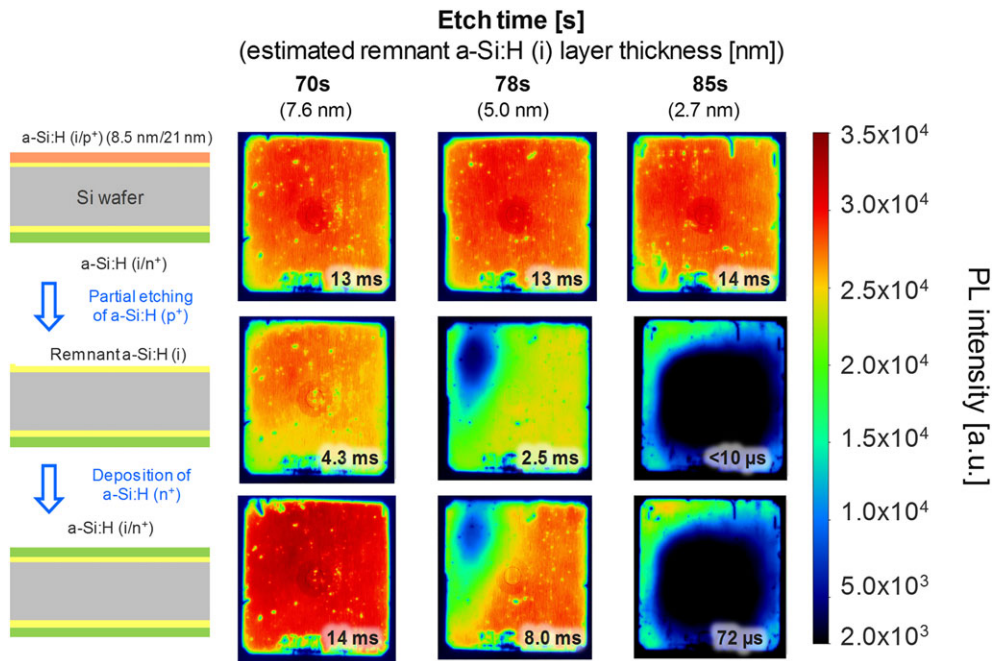 Etch time [s]
(estimated remnant a-Si:H (i) layer thickness [nm])
70s
(7.6 nm)
78s
(5.0 nm)
85s
(2.7 nm)
a-Si:H (i/p⁺) (8.5 nm/21 nm)
Si wafer
a-Si:H (i/n⁺)
Partial etching
of a-Si:H (p⁺)
Remnant a-Si:H (i)
Deposition of
a-Si:H (n⁺)
a-Si:H (i/n⁺)
13 ms
13 ms
14 ms
4.3 ms
2.5 ms
<10 µs
14 ms
8.0 ms
72 µs
3.5x10⁴
3.0x10⁴
2.5x10⁴
2.0x10⁴
1.5x10⁴
1.0x10⁴
5.0x10³
2.0x10³
PL intensity [a.u.]